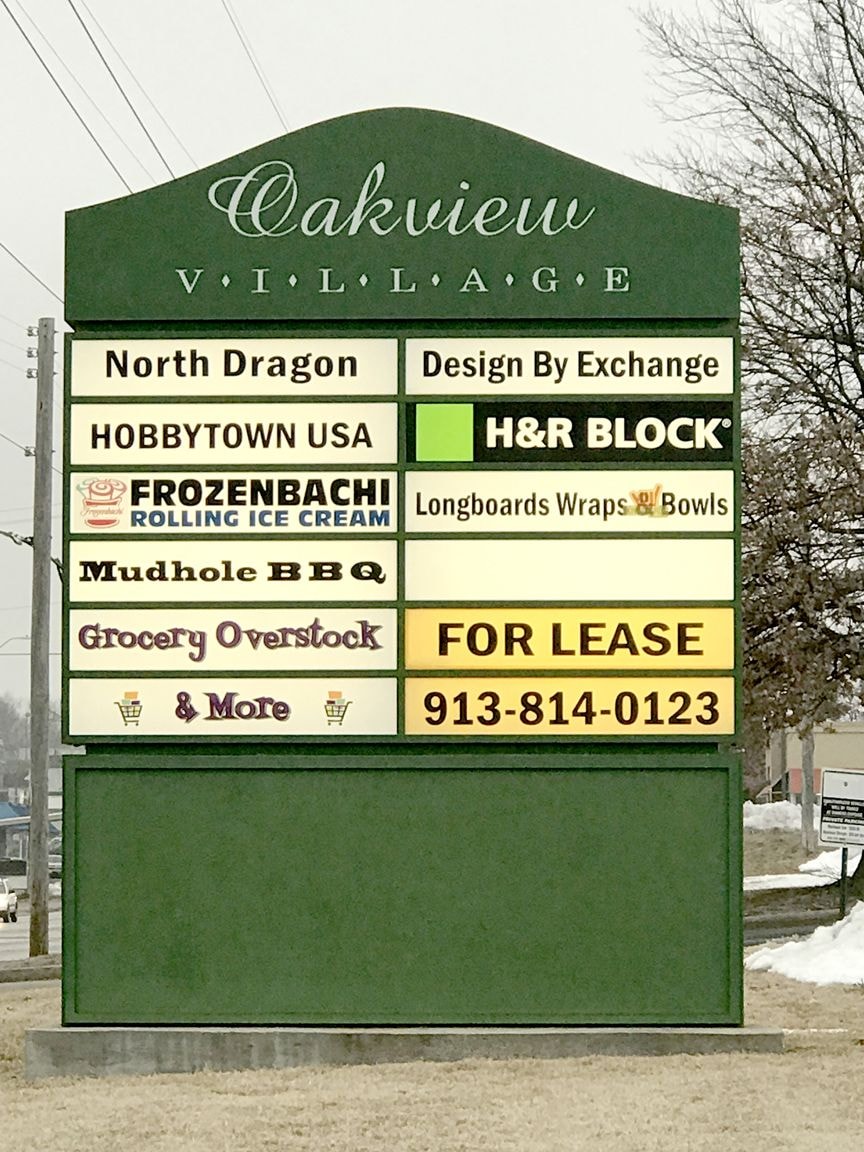 Oakview
V•I•L•L•A•G•E
North Dragon
Design By Exchange
HOBBYTOWN USA
H&R BLOCK®
FROZENBACHI
ROLLING ICE CREAM
Longboards Wraps & Bowls
Mudhole BBQ
Grocery Overstock
FOR LEASE
& More
913-814-0123